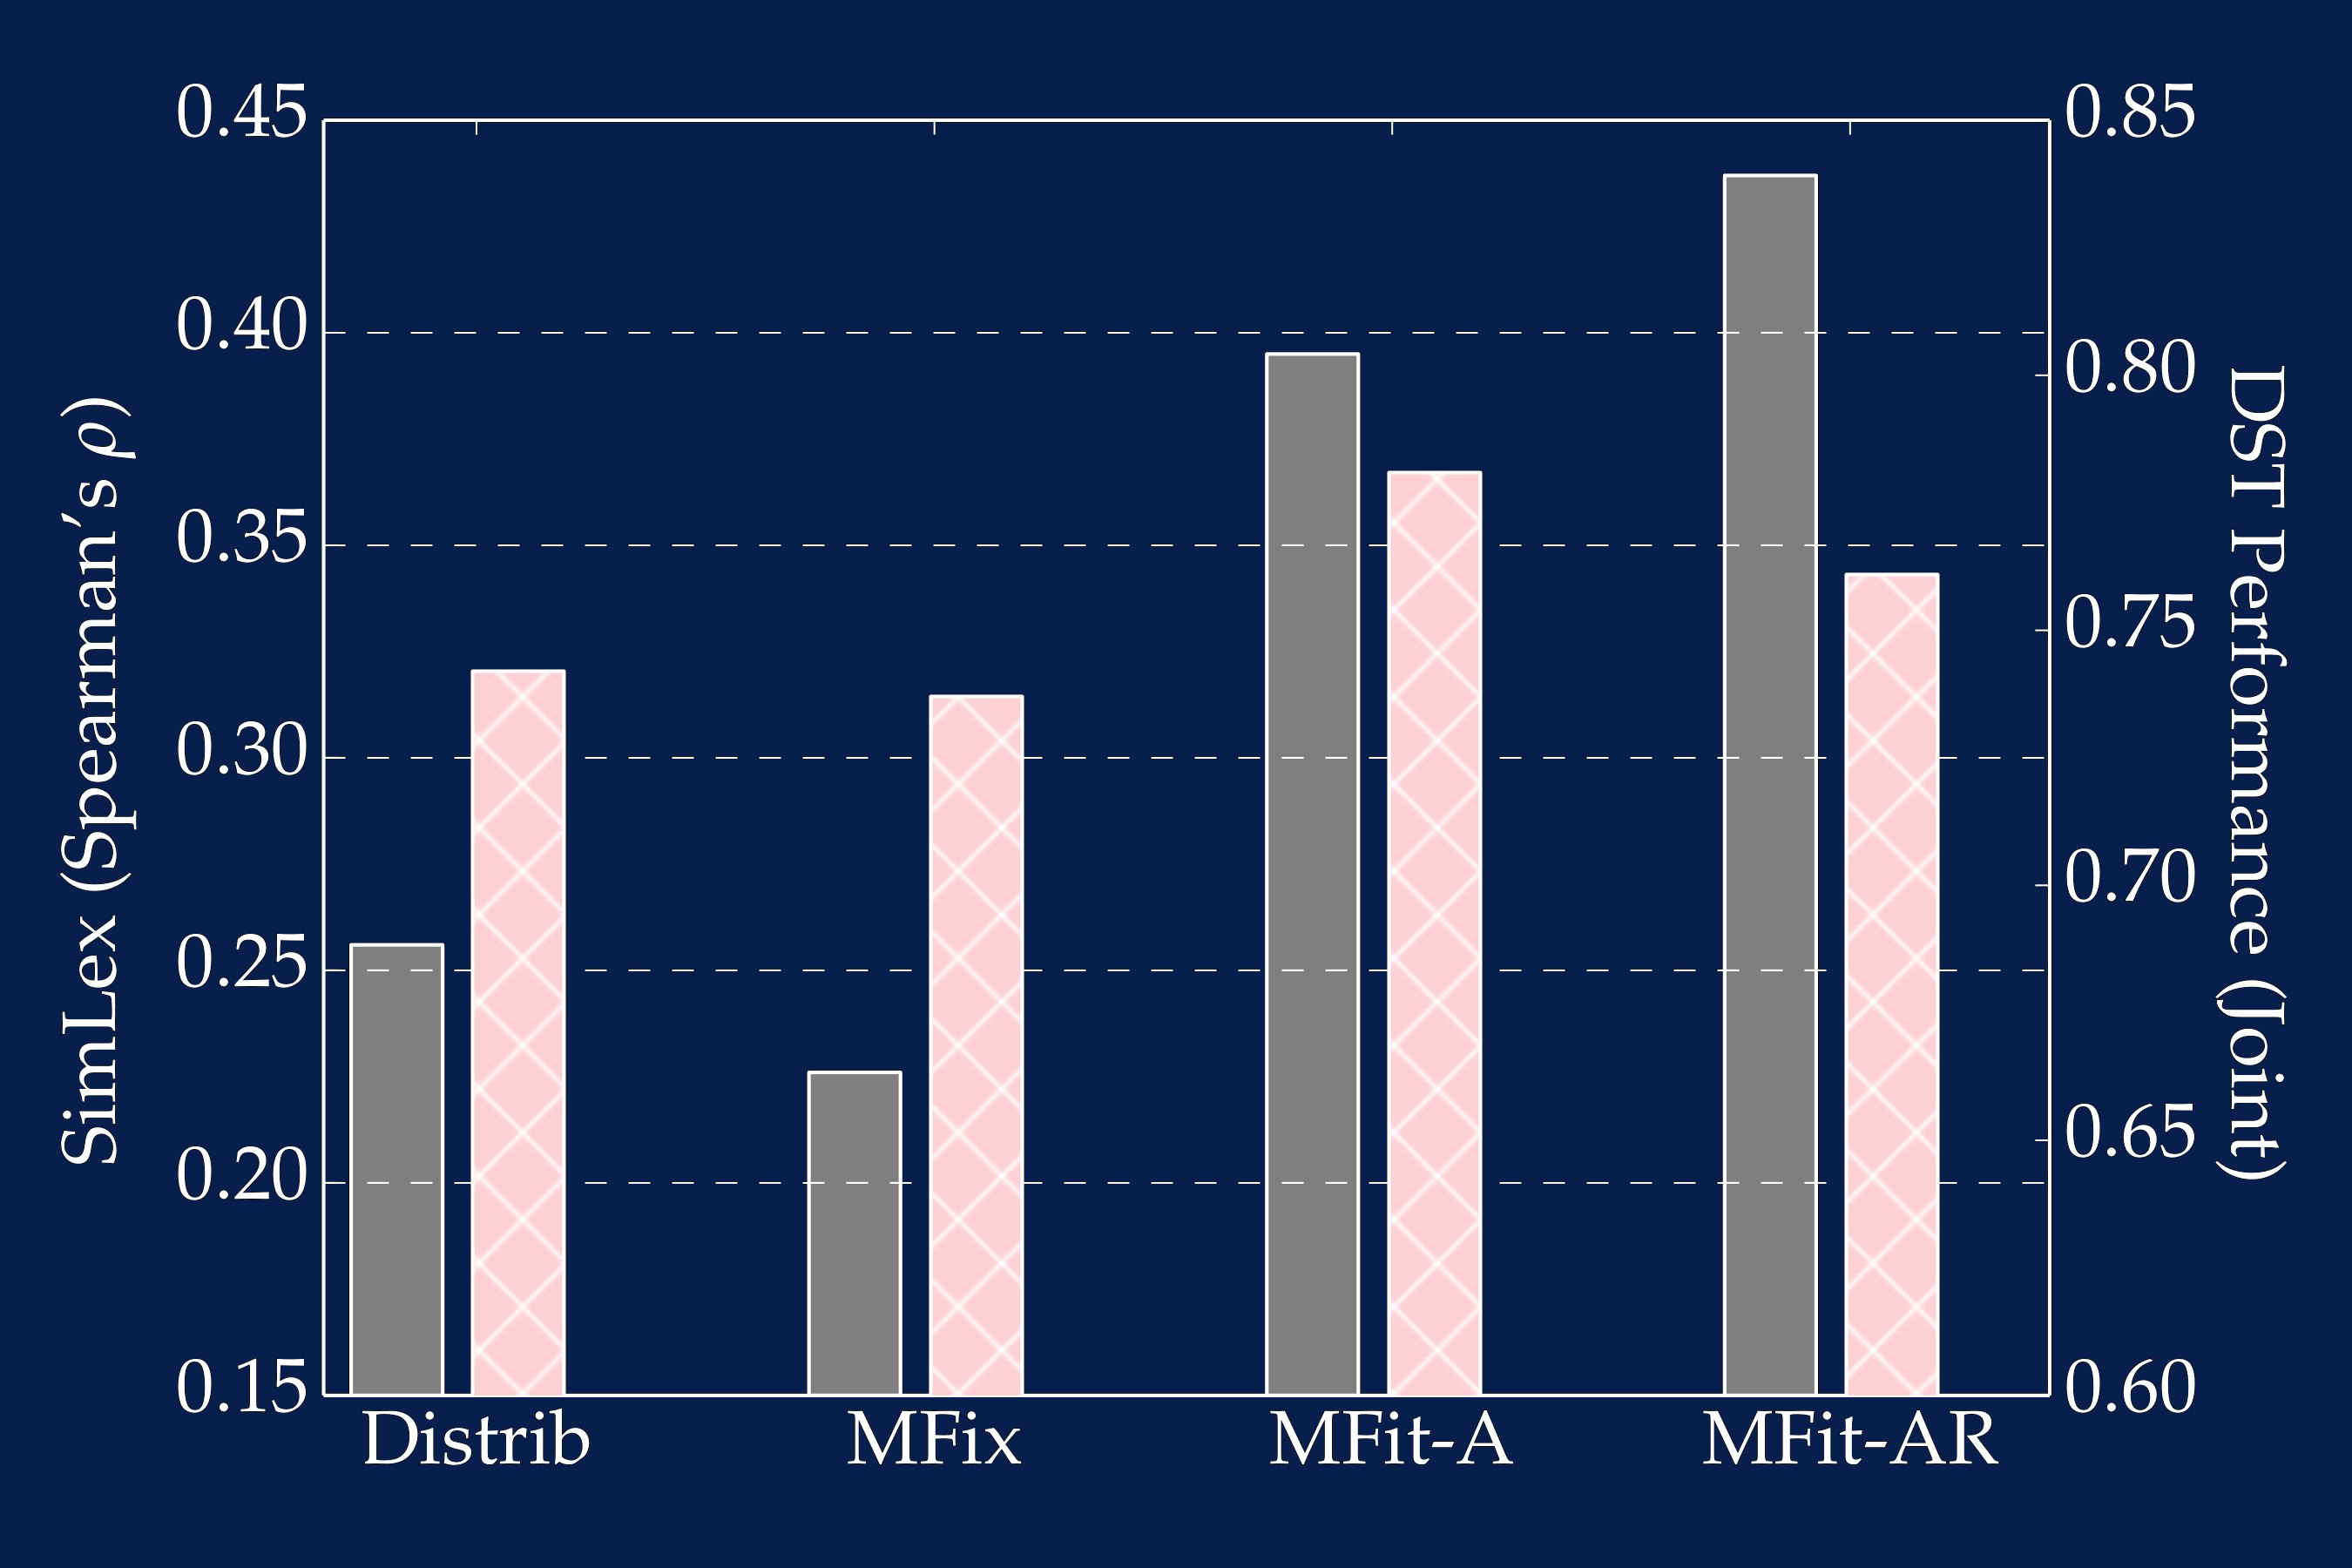 SimLex (Spearman's ρ)
0.45
0.40
0.35
0.30
0.25
0.20
0.15
Distrib
MFix
MFit-A
MFit-AR
0.85
0.80
0.75
0.70
0.65
0.60
DST Performance (Joint)